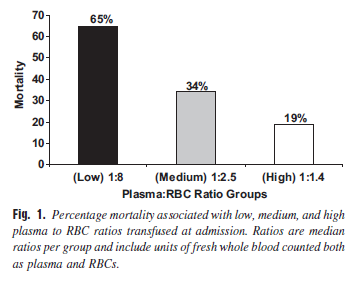 70
60
50
40
30
20
10
0
Mortality
65%
34%
19%
(Low) 1:8 (Medium) 1:2.5 (High) 1:1.4
Plasma:RBC Ratio Groups
Fig. 1. Percentage mortality associated with low, medium, and high
plasma to RBC ratios transfused at admission. Ratios are median
ratios per group and include units of fresh whole blood counted both
as plasma and RBCs.